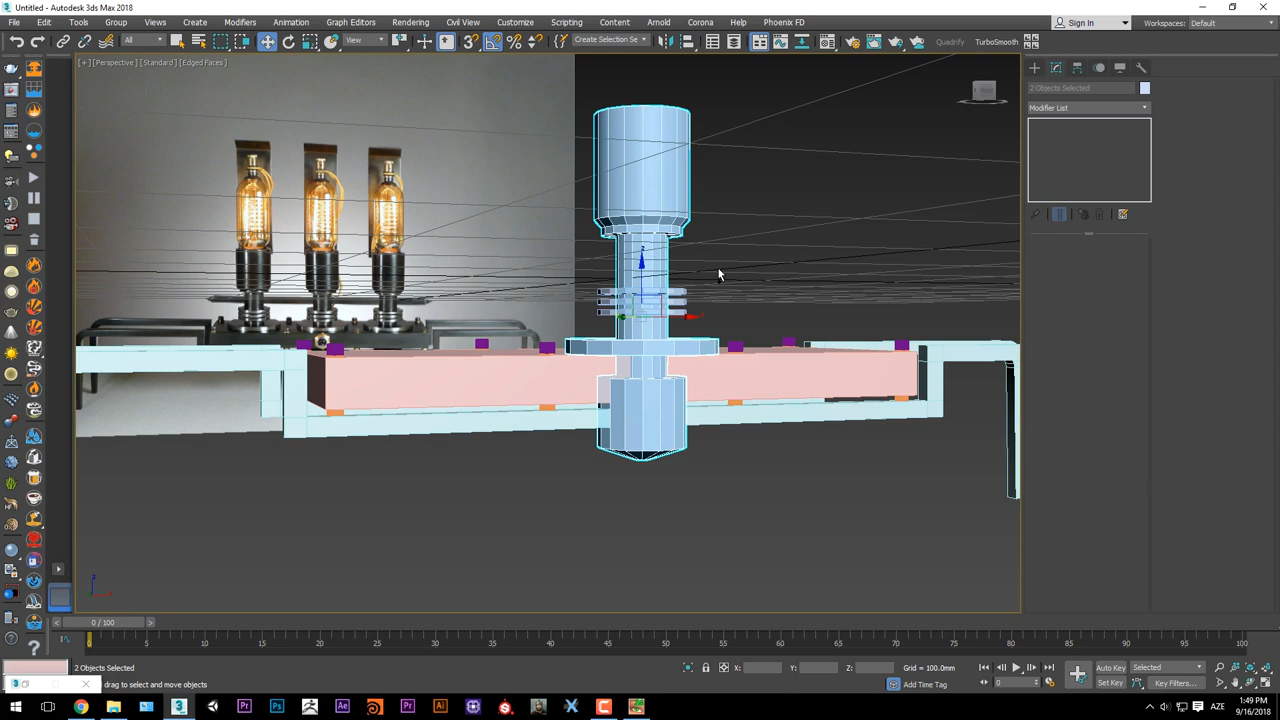 Untitled - Autodesk 3ds Max 2018
File Edit Tools Group Views Create Modifiers Animation Graph Editors Rendering Civil View Customize Scripting Content Arnold Corona Help Phoenix FD Sign In Workspaces: Default
All View Create Selection Se Quadrify TurboSmooth
[+] [Perspective] [Standard] [Edged Faces]
2 Objects Selected
Modifier List
z
z
0 / 100
0 5 10 15 20 25 30 35 40 45 50 55 60 65 70 75 80 85 90 95 100
2 Objects Selected X: Y: Z: Grid = 100.0mm Auto Key Selected
drag to select and move objects Add Time Tag 0 Set Key Key Filters...
AZE 1:49 PM
9/16/2018